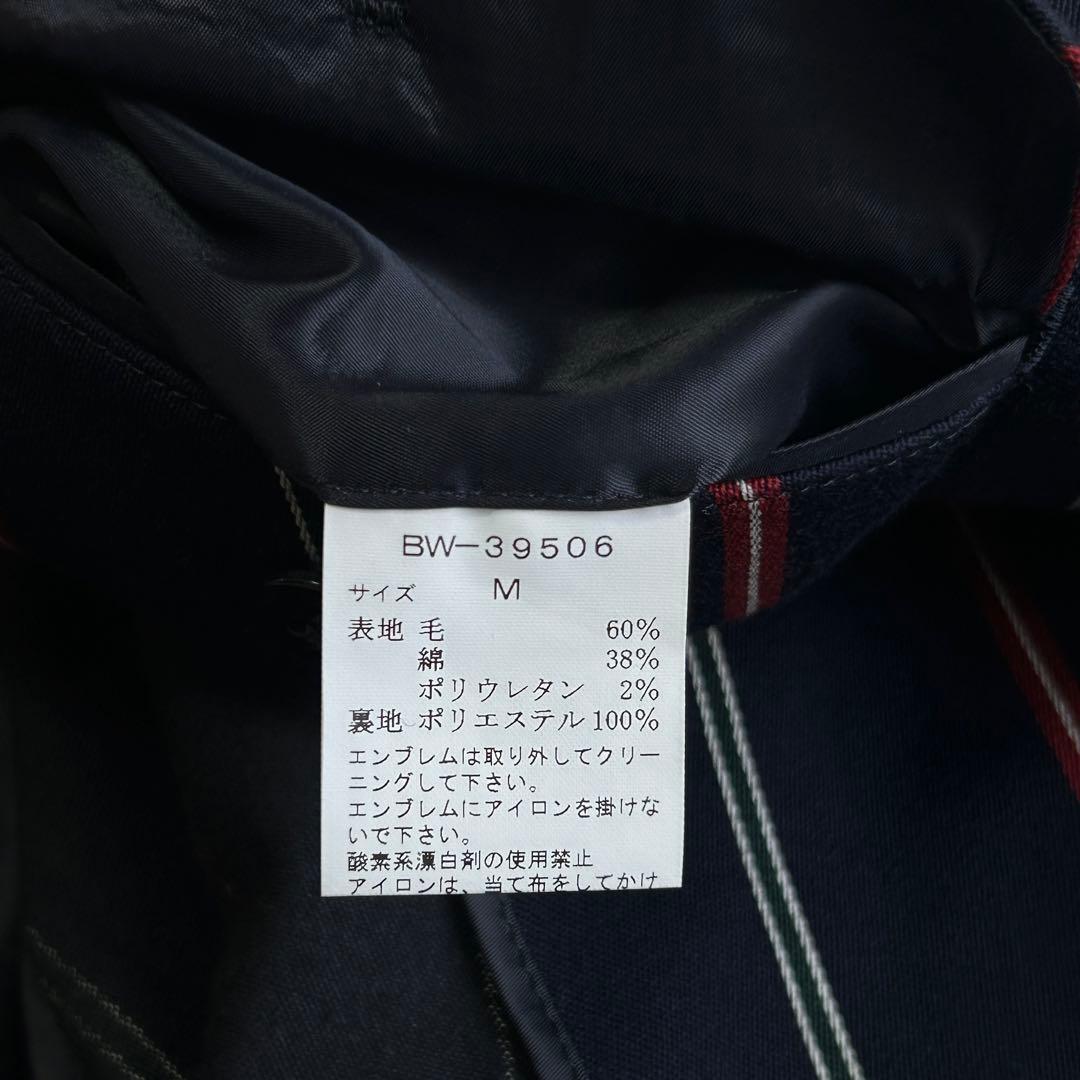 BW-39506
サイズ M
表地 毛 60%
綿 38%
ポリウレタン 2%
裏地 ポリエステル 100%
エンブレムは取り外してクリー
ニングして下さい。
エンブレムにアイロンを掛けな
いで下さい。
酸素系漂白剤の使用禁止
アイロンは、当て布をしてかけ